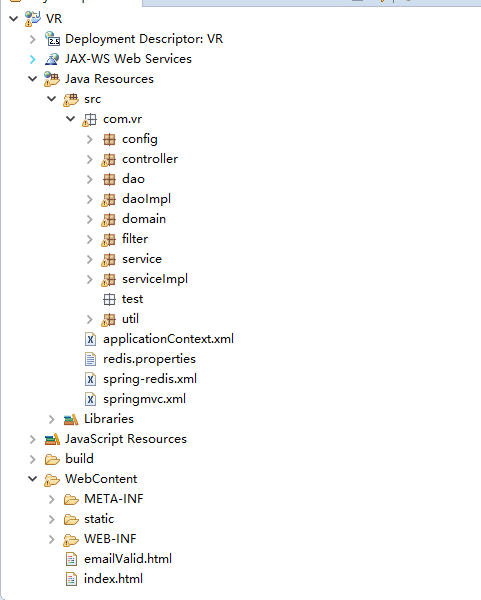 VR
Deployment Descriptor: VR
JAX-WS Web Services
Java Resources
src
com.vr
config
controller
dao
daoImpl
domain
filter
service
serviceImpl
test
util
applicationContext.xml
redis.properties
spring-redis.xml
springmvc.xml
Libraries
JavaScript Resources
build
WebContent
META-INF
static
WEB-INF
emailValid.html
index.html